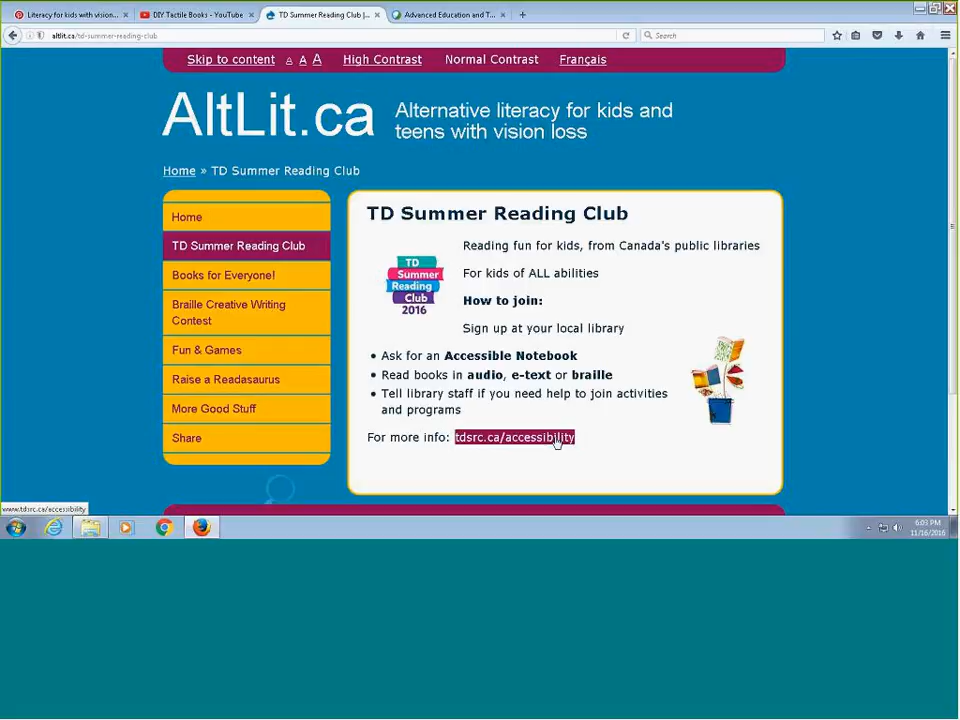 Literacy for kids with vision...
DIY Tactile Books - YouTube
TD Summer Reading Club |...
Advanced Education and T...
altlit.ca/td-summer-reading-club
Search
Skip to content A A A High Contrast Normal Contrast Français
AltLit.ca
Alternative literacy for kids and
teens with vision loss
Home » TD Summer Reading Club
Home
TD Summer Reading Club
Books for Everyone!
Braille Creative Writing
Contest
Fun & Games
Raise a Readasaurus
More Good Stuff
Share
TD Summer Reading Club
TD
Summer
Reading
Club
2016
Reading fun for kids, from Canada's public libraries
For kids of ALL abilities
How to join:
Sign up at your local library
• Ask for an Accessible Notebook
• Read books in audio, e-text or braille
• Tell library staff if you need help to join activities
and programs
For more info: tdsrc.ca/accessibility
www.tdsrc.ca/accessibility
6:03 PM
11/16/2016